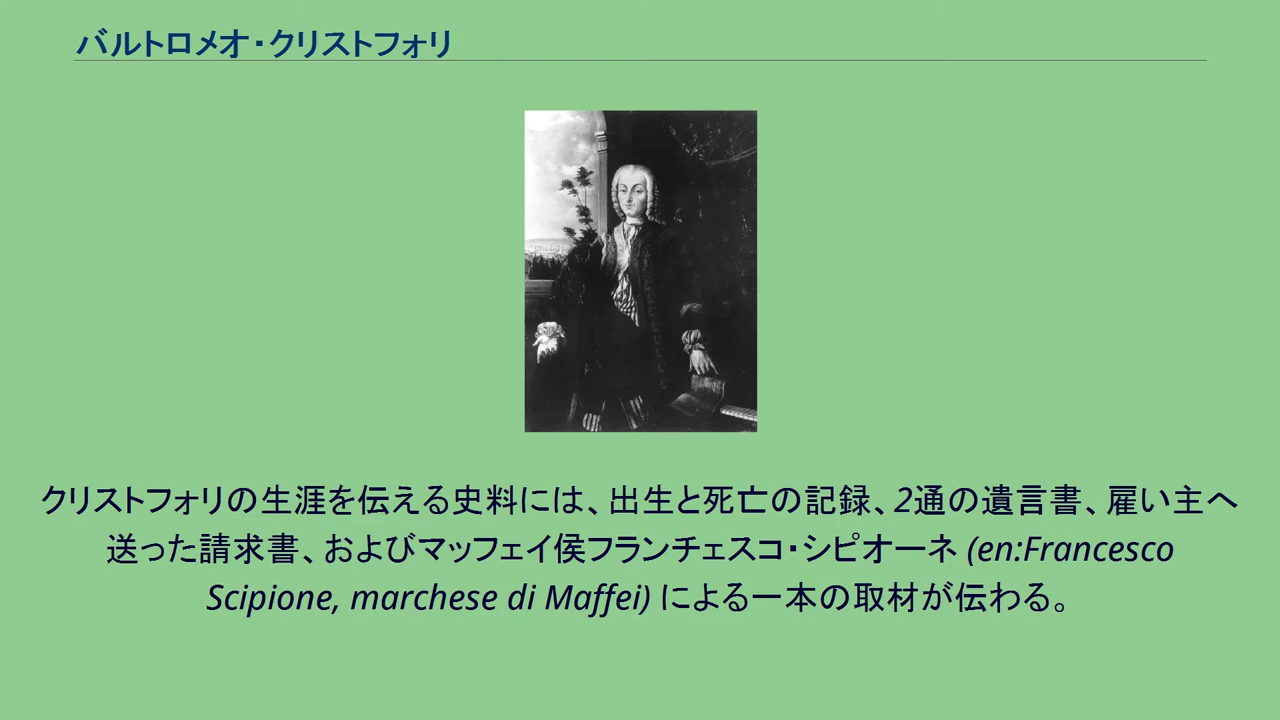 バルトロメオ・クリストフォリ
クリストフォリの生涯を伝える史料には、出生と死亡の記録、2通の遺言書、雇い主へ
送った請求書、およびマッフェイ侯フランチェスコ・シピオーネ (en:Francesco
Scipione, marchese di Maffei) による一本の取材が伝わる。